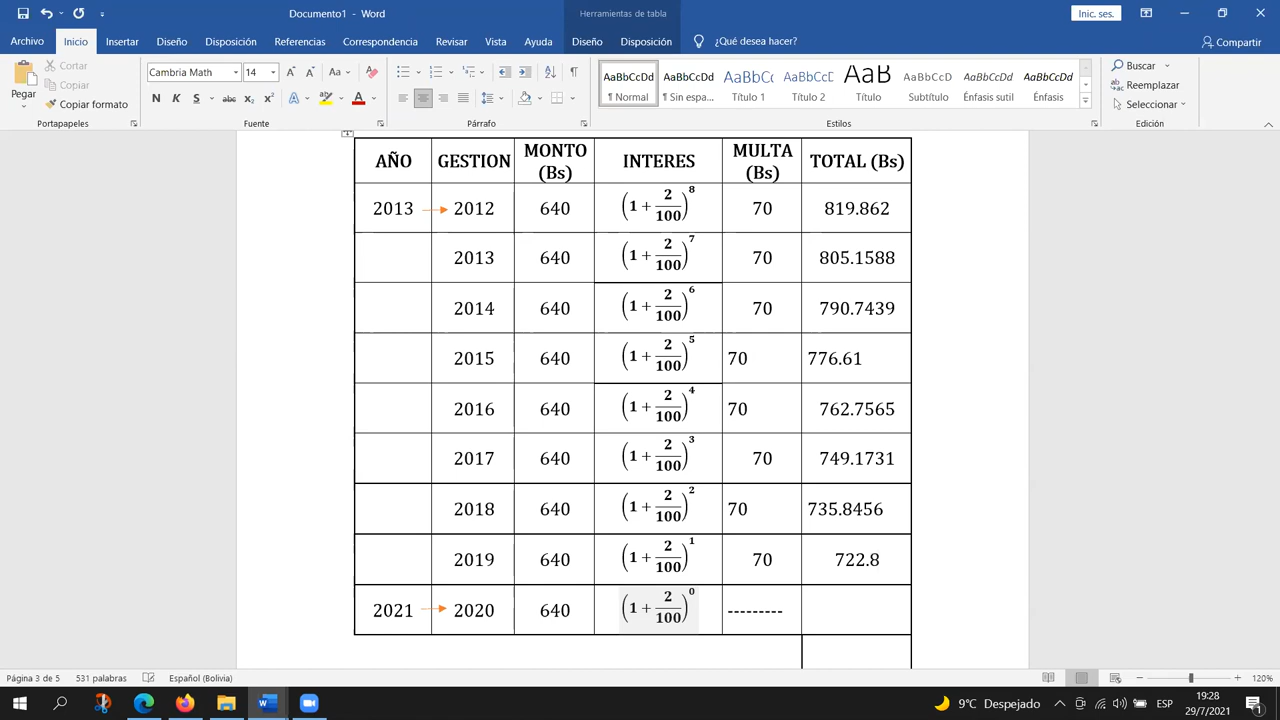 Documento1 - Word
Herramientas de tabla
Inic. ses.
Archivo Inicio Insertar Diseño Disposición Referencias Correspondencia Revisar Vista Ayuda Diseño Disposición ¿Qué desea hacer? Compartir
Pegar
Cortar
Copiar
Copiar formato
Portapapeles
Cambria Math 14
N K S abc x₂ x²
Fuente
Párrafo
AaBbCcDd AaBbCcDd AaBbCc AaBbCcD AaB AaBbCcD AaBbCcDd AaBbCcDd
¶ Normal ¶ Sin espa... Título 1 Título 2 Título Subtítulo Énfasis sutil Énfasis
Estilos
Buscar
Reemplazar
Seleccionar
Edición
AÑO GESTION MONTO (Bs) INTERES MULTA (Bs) TOTAL (Bs)
2013 → 2012 640 (1 + 2/100)^8 70 819.862
2013 640 (1 + 2/100)^7 70 805.1588
2014 640 (1 + 2/100)^6 70 790.7439
2015 640 (1 + 2/100)^5 70 776.61
2016 640 (1 + 2/100)^4 70 762.7565
2017 640 (1 + 2/100)^3 70 749.1731
2018 640 (1 + 2/100)^2 70 735.8456
2019 640 (1 + 2/100)^1 70 722.8
2021 → 2020 640 (1 + 2/100)^0 ---------
Página 3 de 5 531 palabras Español (Bolivia) 120%
9°C Despejado ESP 19:28
29/7/2021